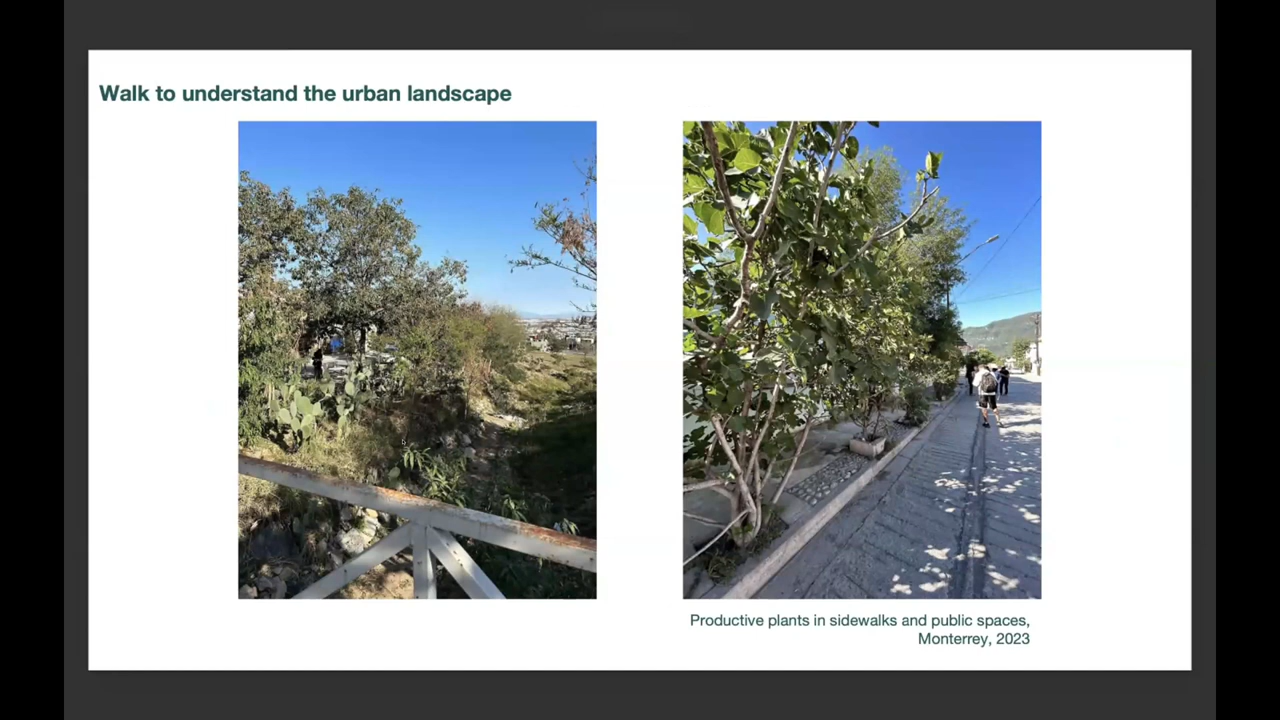 Walk to understand the urban landscape
Productive plants in sidewalks and public spaces,
Monterrey, 2023